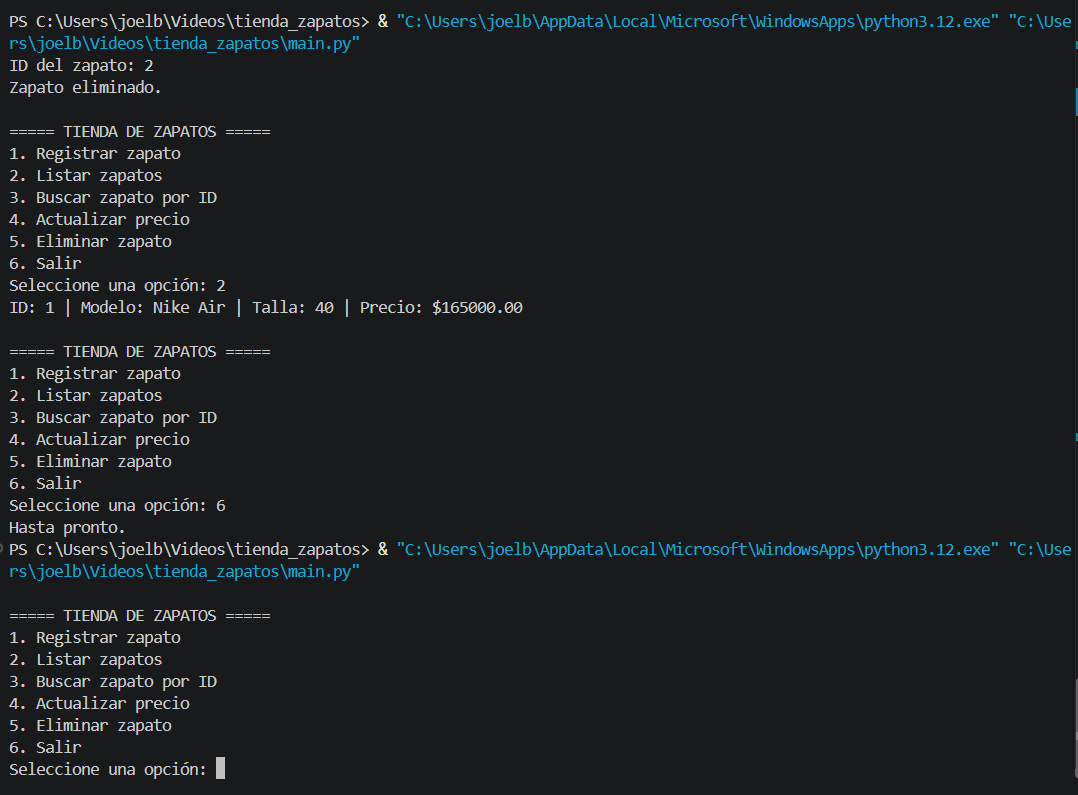 PS C:\Users\joelb\Videos\tienda_zapatos> & "C:\Users\joelb\AppData\Local\Microsoft\WindowsApps\python3.12.exe" "C:\Use
rs\joelb\Videos\tienda_zapatos\main.py"
ID del zapato: 2
Zapato eliminado.
===== TIENDA DE ZAPATOS =====
1. Registrar zapato
2. Listar zapatos
3. Buscar zapato por ID
4. Actualizar precio
5. Eliminar zapato
6. Salir
Seleccione una opción: 2
ID: 1 | Modelo: Nike Air | Talla: 40 | Precio: $165000.00
===== TIENDA DE ZAPATOS =====
1. Registrar zapato
2. Listar zapatos
3. Buscar zapato por ID
4. Actualizar precio
5. Eliminar zapato
6. Salir
Seleccione una opción: 6
Hasta pronto.
PS C:\Users\joelb\Videos\tienda_zapatos> & "C:\Users\joelb\AppData\Local\Microsoft\WindowsApps\python3.12.exe" "C:\Use
rs\joelb\Videos\tienda_zapatos\main.py"
===== TIENDA DE ZAPATOS =====
1. Registrar zapato
2. Listar zapatos
3. Buscar zapato por ID
4. Actualizar precio
5. Eliminar zapato
6. Salir
Seleccione una opción: